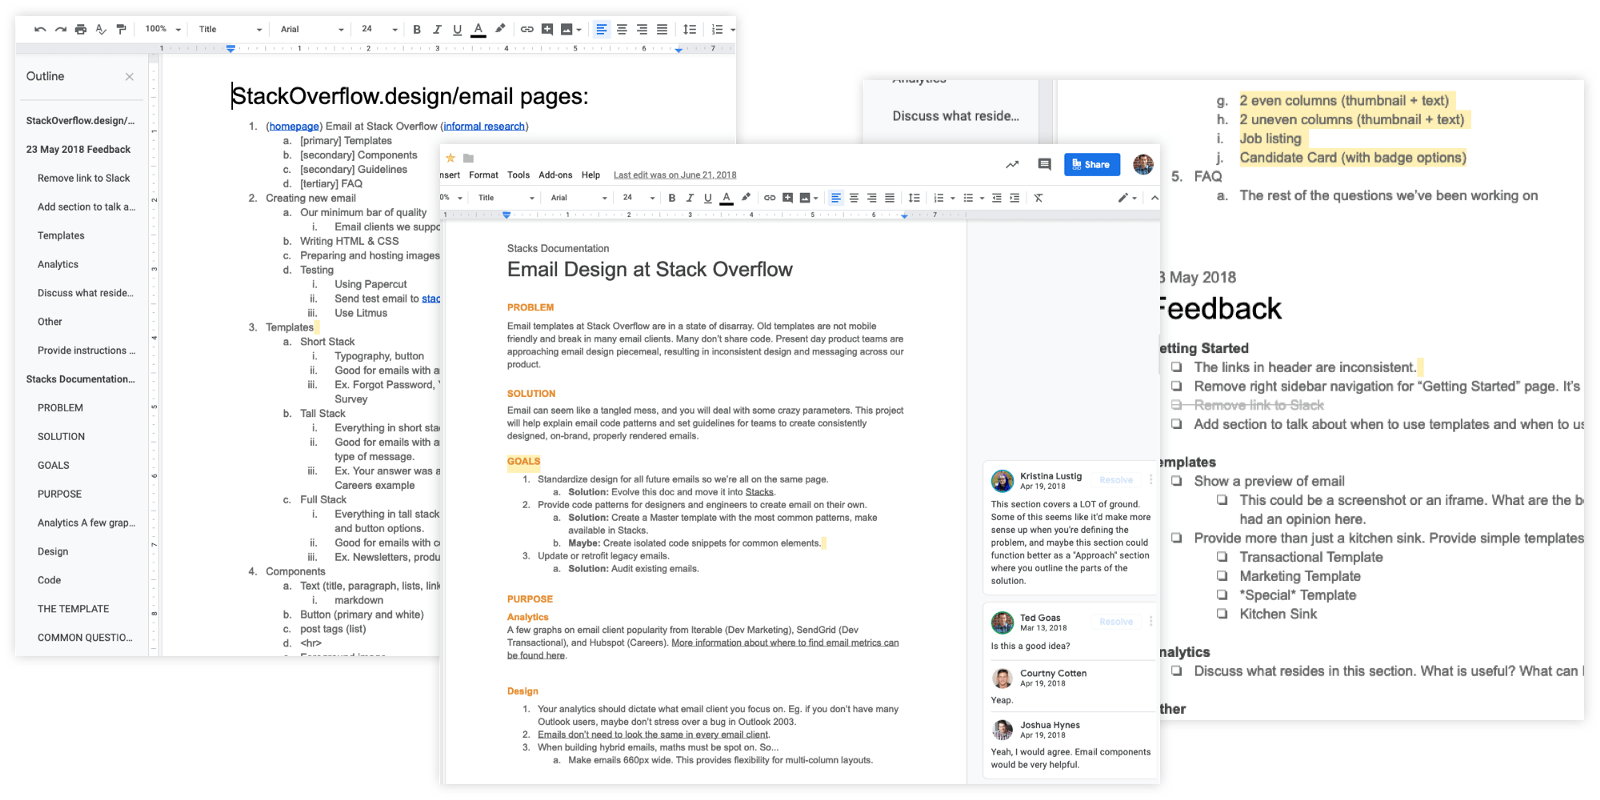 100%
Title
Arial
24
B I U A
1 1 2 3 4 5 6 7
Outline
StackOverflow.design/...
23 May 2018 Feedback
Remove link to Slack
Add section to talk a...
Templates
Analytics
Discuss what reside...
Other
Provide instructions ...
Stacks Documentation...
PROBLEM
SOLUTION
GOALS
PURPOSE
Analytics A few grap...
Design
Code
THE TEMPLATE
COMMON QUESTIO...
1
2
3
4
5
6
7
8
StackOverflow.design/email pages:
1. (homepage) Email at Stack Overflow (informal research)
a. [primary] Templates
b. [secondary] Components
c. [secondary] Guidelines
d. [tertiary] FAQ
2. Creating new email
a. Our minimum bar of quality
i. Email clients we suppo
b. Writing HTML & CSS
c. Preparing and hosting images
d. Testing
i. Using Papercut
ii. Send test email to stac
iii. Use Litmus
3. Templates
a. Short Stack
i. Typography, button
ii. Good for emails with a
iii. Ex. Forgot Password,
Survey
b. Tall Stack
i. Everything in short sta
ii. Good for emails with a
type of message.
iii. Ex. Your answer was a
Careers example
c. Full Stack
i. Everything in tall stack
and button options.
ii. Good for emails with c
iii. Ex. Newsletters, produ
4. Components
a. Text (title, paragraph, lists, link
i. markdown
b. Button (primary and white)
c. post tags (list)
d. <hr>
e. Foreground image
nsert Format Tools Add-ons Help Last edit was on June 21, 2018
Share
0% Title Arial 24 B I U A
1 1 2 3 4 5 6 7
Stacks Documentation
Email Design at Stack Overflow
PROBLEM
Email templates at Stack Overflow are in a state of disarray. Old templates are not mobile
friendly and break in many email clients. Many don't share code. Present day product teams are
approaching email design piecemeal, resulting in inconsistent design and messaging across our
product.
SOLUTION
Email can seem like a tangled mess, and you will deal with some crazy parameters. This project
will help explain email code patterns and set guidelines for teams to create consistently
designed, on-brand, properly rendered emails.
GOALS
1. Standardize design for all future emails so we're all on the same page.
a. Solution: Evolve this doc and move it into Stacks.
2. Provide code patterns for designers and engineers to create email on their own.
a. Solution: Create a Master template with the most common patterns, make
available in Stacks.
b. Maybe: Create isolated code snippets for common elements.
3. Update or retrofit legacy emails.
a. Solution: Audit existing emails.
PURPOSE
Analytics
A few graphs on email client popularity from Iterable (Dev Marketing), SendGrid (Dev
Transactional), and Hubspot (Careers). More information about where to find email metrics can
be found here.
Design
1. Your analytics should dictate what email client you focus on. Eg. if you don't have many
Outlook users, maybe don't stress over a bug in Outlook 2003.
2. Emails don't need to look the same in every email client.
3. When building hybrid emails, maths must be spot on. So...
a. Make emails 660px wide. This provides flexibility for multi-column layouts.
Kristina Lustig
Apr 19, 2018
Resolve
This section covers a LOT of ground.
Some of this seems like it'd make more
sense up when you're defining the
problem, and maybe this section could
function better as a "Approach" section
where you outline the parts of the
solution.
Ted Goas
Mar 13, 2018
Resolve
Is this a good idea?
Courtny Cotten
Apr 19, 2018
Yeap.
Joshua Hynes
Apr 19, 2018
Yeah, I would agree. Email components
would be very helpful.
Analytics
Discuss what reside...
g. 2 even columns (thumbnail + text)
h. 2 uneven columns (thumbnail + text)
i. Job listing
j. Candidate Card (with badge options)
5. FAQ
a. The rest of the questions we've been working on
3 May 2018
Feedback
etting Started
The links in header are inconsistent.
Remove right sidebar navigation for "Getting Started" page. It's
Remove link to Slack
Add section to talk about when to use templates and when to us
emplates
Show a preview of email
This could be a screenshot or an iframe. What are the be
had an opinion here.
Provide more than just a kitchen sink. Provide simple templates
Transactional Template
Marketing Template
*Special* Template
Kitchen Sink
nalytics
Discuss what resides in this section. What is useful? What can
ther